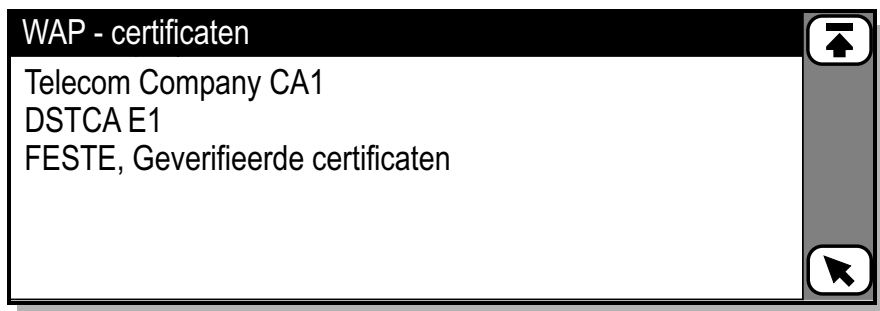 WAP - certificaten
Telecom Company CA1
DSTCA E1
FESTE, Geverifieerde certificaten